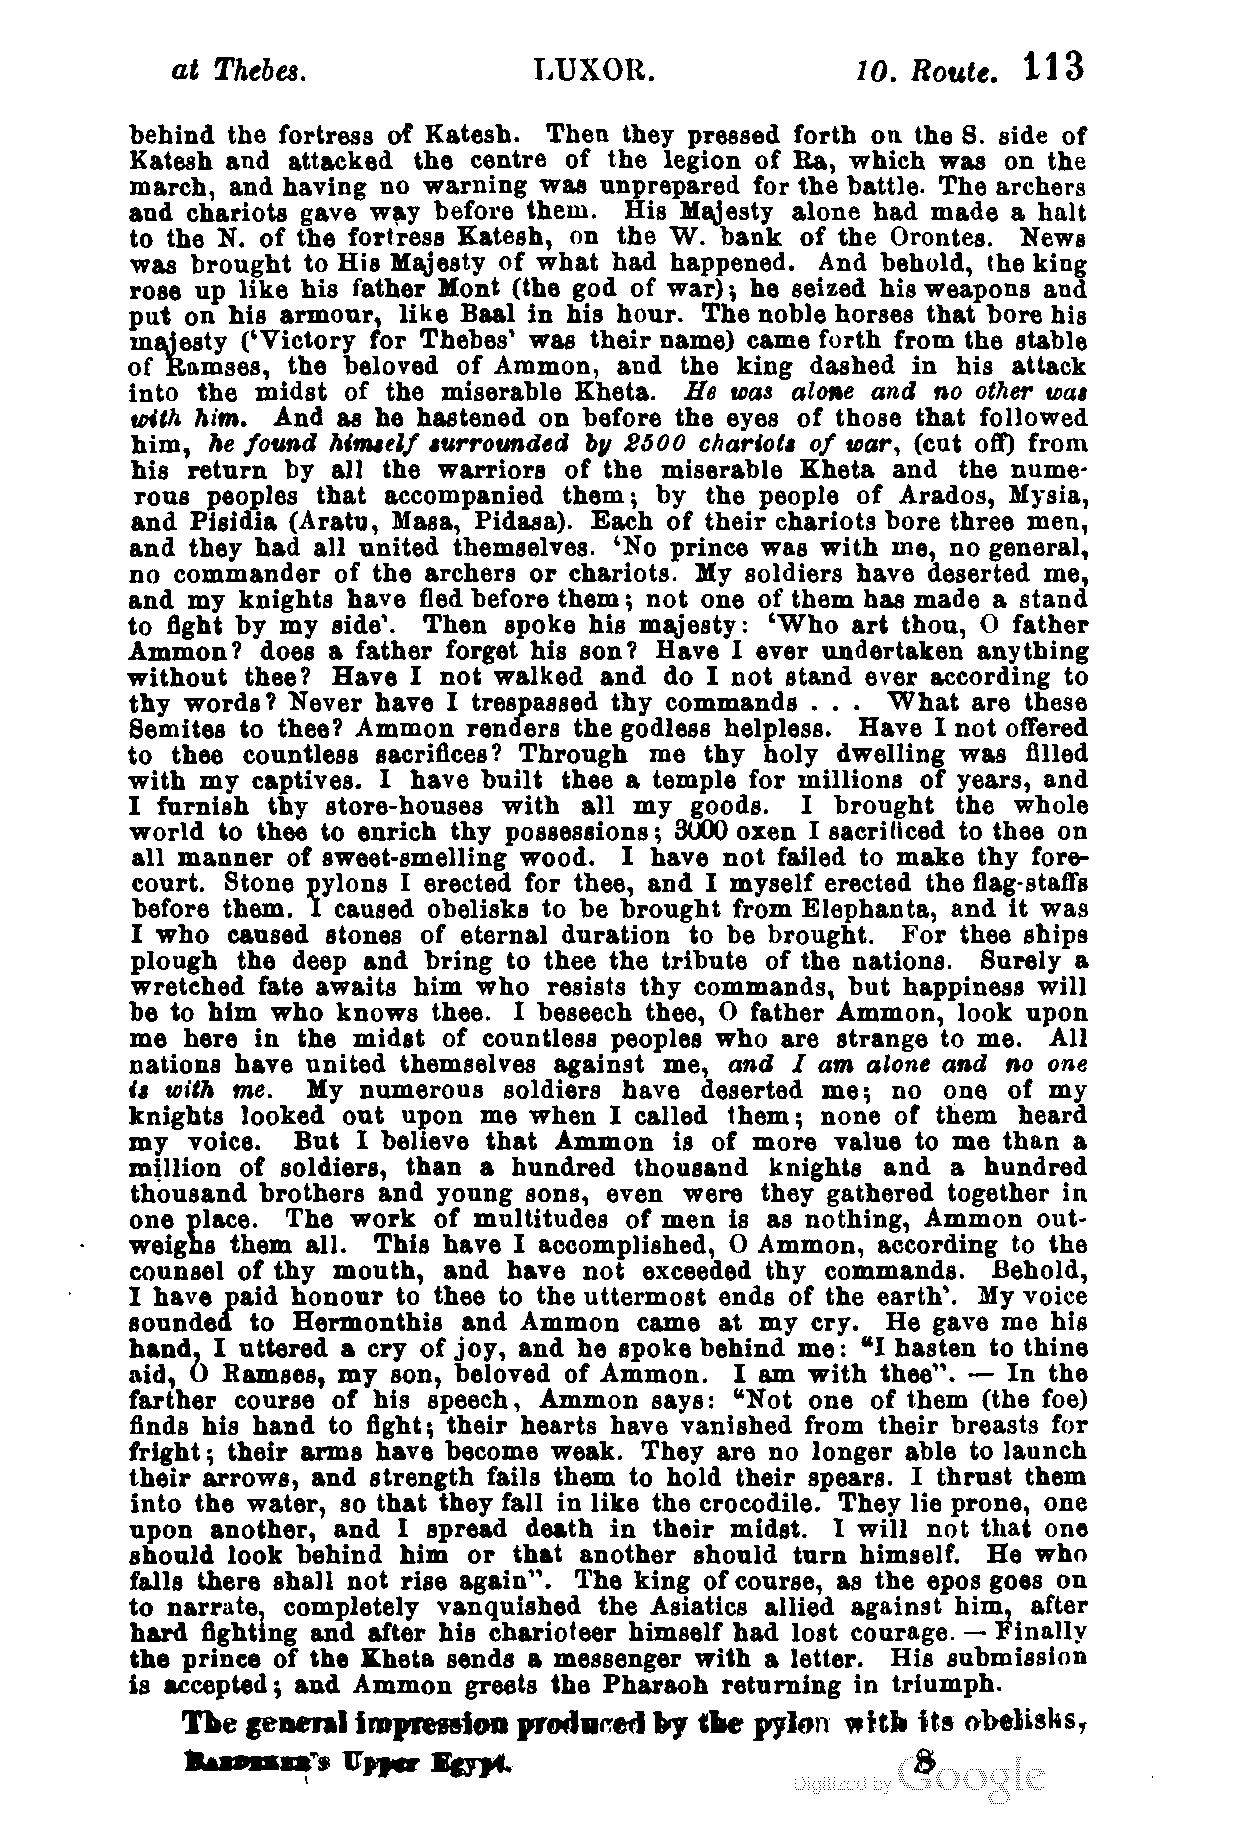 at Thebes. LUXOR. 10. Route. 113
behind the fortress of Katesh. Then they pressed forth on the S. side of
Katesh and attacked the centre of the legion of Ra, which was on the
march, and having no warning was unprepared for the battle. The archers
and chariots gave way before them. His Majesty alone had made a halt
to the N. of the fortress Katesh, on the W. bank of the Orontes. News
was brought to His Majesty of what had happened. And behold, the king
rose up like his father Mont (the god of war); he seized his weapons and
put on his armour, like Baal in his hour. The noble horses that bore his
majesty ('Victory for Thebes' was their name) came forth from the stable
of Ramses, the beloved of Ammon, and the king dashed in his attack
into the midst of the miserable Kheta. He was alone and no other was
with him. And as he hastened on before the eyes of those that followed
him, he found himself surrounded by 2500 chariots of war, (cut off) from
his return by all the warriors of the miserable Kheta and the nume-
rous peoples that accompanied them; by the people of Arados, Mysia,
and Pisidia (Aratu, Masa, Pidasa). Each of their chariots bore three men,
and they had all united themselves. 'No prince was with me, no general,
no commander of the archers or chariots. My soldiers have deserted me,
and my knights have fled before them; not one of them has made a stand
to fight by my side'. Then spoke his majesty: 'Who art thou, O father
Ammon? does a father forget his son? Have I ever undertaken anything
without thee? Have I not walked and do I not stand ever according to
thy words? Never have I trespassed thy commands . . . What are these
Semites to thee? Ammon renders the godless helpless. Have I not offered
to thee countless sacrifices? Through me thy holy dwelling was filled
with my captives. I have built thee a temple for millions of years, and
I furnish thy store-houses with all my goods. I brought the whole
world to thee to enrich thy possessions; 3000 oxen I sacrificed to thee on
all manner of sweet-smelling wood. I have not failed to make thy fore-
court. Stone pylons I erected for thee, and I myself erected the flag-staffs
before them. I caused obelisks to be brought from Elephanta, and it was
I who caused stones of eternal duration to be brought. For thee ships
plough the deep and bring to thee the tribute of the nations. Surely a
wretched fate awaits him who resists thy commands, but happiness will
be to him who knows thee. I beseech thee, O father Ammon, look upon
me here in the midst of countless peoples who are strange to me. All
nations have united themselves against me, and I am alone and no one
is with me. My numerous soldiers have deserted me; no one of my
knights looked out upon me when I called them; none of them heard
my voice. But I believe that Ammon is of more value to me than a
million of soldiers, than a hundred thousand knights and a hundred
thousand brothers and young sons, even were they gathered together in
one place. The work of multitudes of men is as nothing, Ammon out-
weighs them all. This have I accomplished, O Ammon, according to the
counsel of thy mouth, and have not exceeded thy commands. Behold,
I have paid honour to thee to the uttermost ends of the earth'. My voice
sounded to Hermonthis and Ammon came at my cry. He gave me his
hand, I uttered a cry of joy, and he spoke behind me: "I hasten to thine
aid, O Ramses, my son, beloved of Ammon. I am with thee". — In the
farther course of his speech, Ammon says: "Not one of them (the foe)
finds his hand to fight; their hearts have vanished from their breasts for
fright; their arms have become weak. They are no longer able to launch
their arrows, and strength fails them to hold their spears. I thrust them
into the water, so that they fall in like the crocodile. They lie prone, one
upon another, and I spread death in their midst. I will not that one
should look behind him or that another should turn himself. He who
falls there shall not rise again". The king of course, as the epos goes on
to narrate, completely vanquished the Asiatics allied against him, after
hard fighting and after his charioteer himself had lost courage. — Finally
the prince of the Kheta sends a messenger with a letter. His submission
is accepted; and Ammon greets the Pharaoh returning in triumph.
The general impression produced by the pylon with its obelisks,
BAEDEKER's Upper Egypt. 8
Digitized by Google